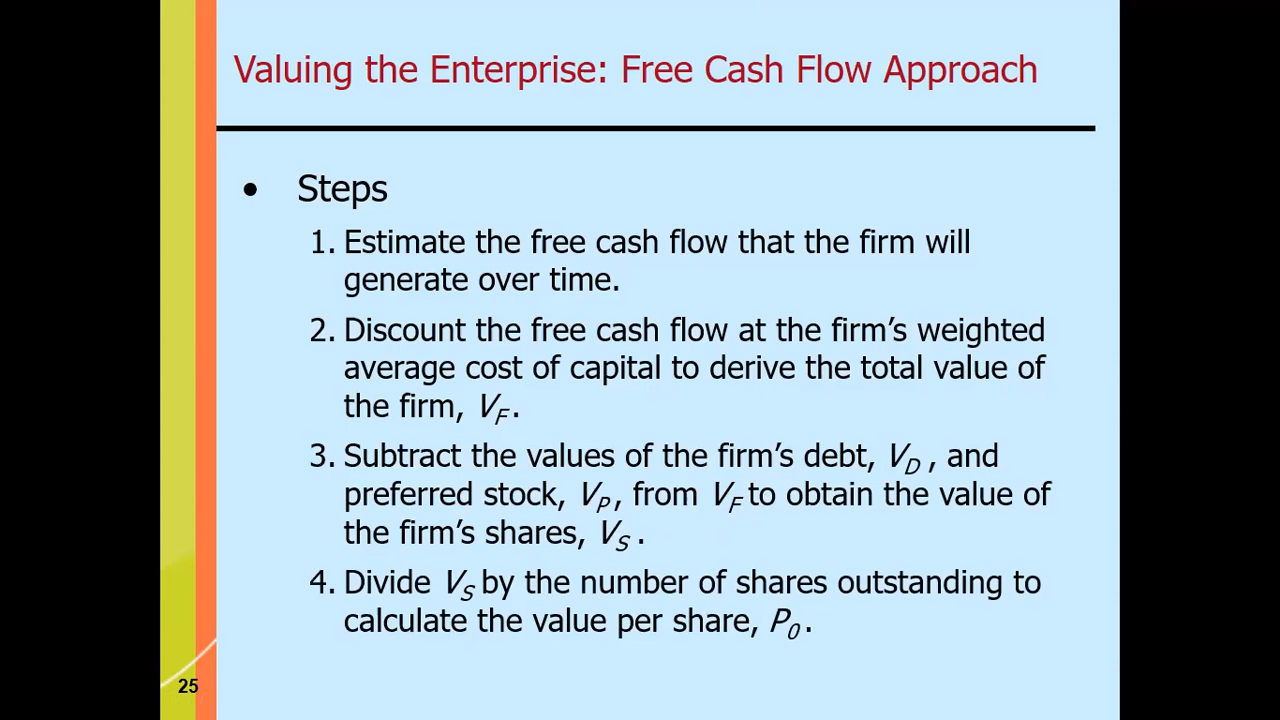 Valuing the Enterprise: Free Cash Flow Approach
• Steps
1. Estimate the free cash flow that the firm will
generate over time.
2. Discount the free cash flow at the firm’s weighted
average cost of capital to derive the total value of
the firm, V_F .
3. Subtract the values of the firm’s debt, V_D , and
preferred stock, V_P , from V_F to obtain the value of
the firm’s shares, V_S .
4. Divide V_S by the number of shares outstanding to
calculate the value per share, P_0 .
25